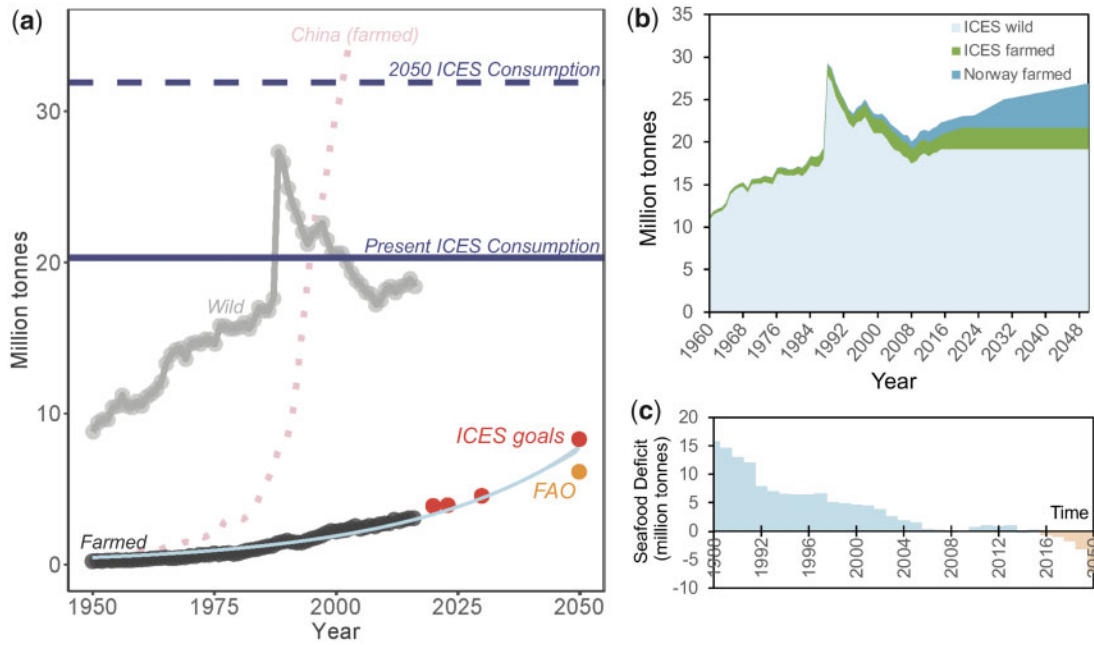 (a)
China (farmed)
2050 ICES Consumption
Present ICES Consumption
Wild
ICES goals
FAO
Farmed
Million tonnes
30
20
10
0
1950
1975
2000
2025
2050
Year
(b)
ICES wild
ICES farmed
Norway farmed
Million tonnes
35
30
25
20
15
10
5
0
1960
1968
1976
1984
1992
2000
2008
2016
2024
2032
2040
2048
Year
(c)
Seafood Deficit
(million tonnes)
20
15
10
5
0
-5
-10
Time
1992
1996
2000
2004
2008
2012
2016